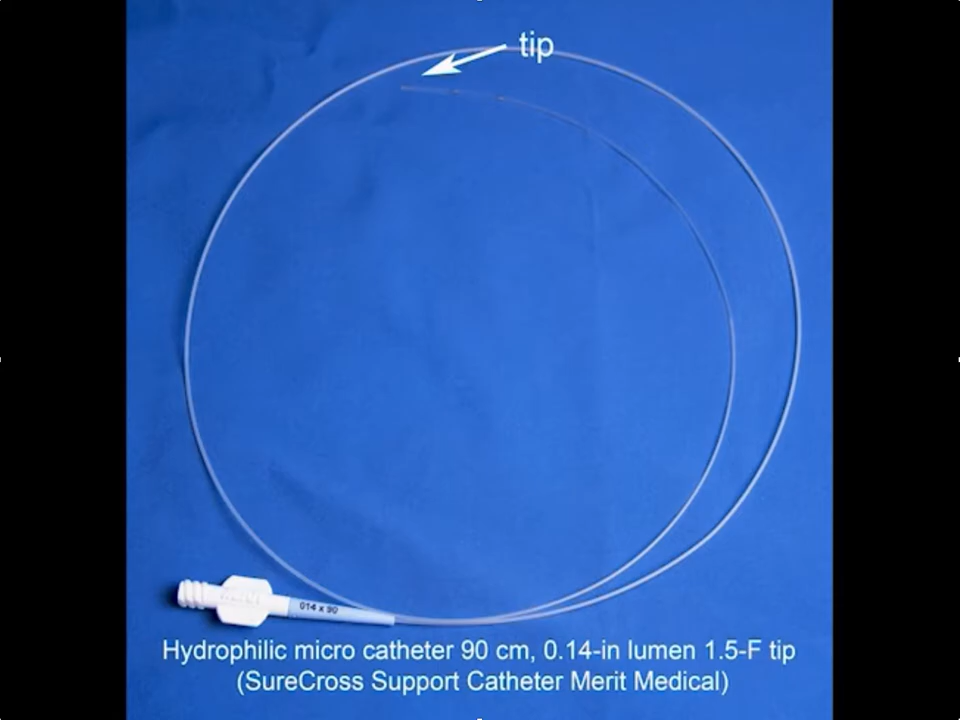 tip
014 x 90
Hydrophilic micro catheter 90 cm, 0.14-in lumen 1.5-F tip
(SureCross Support Catheter Merit Medical)